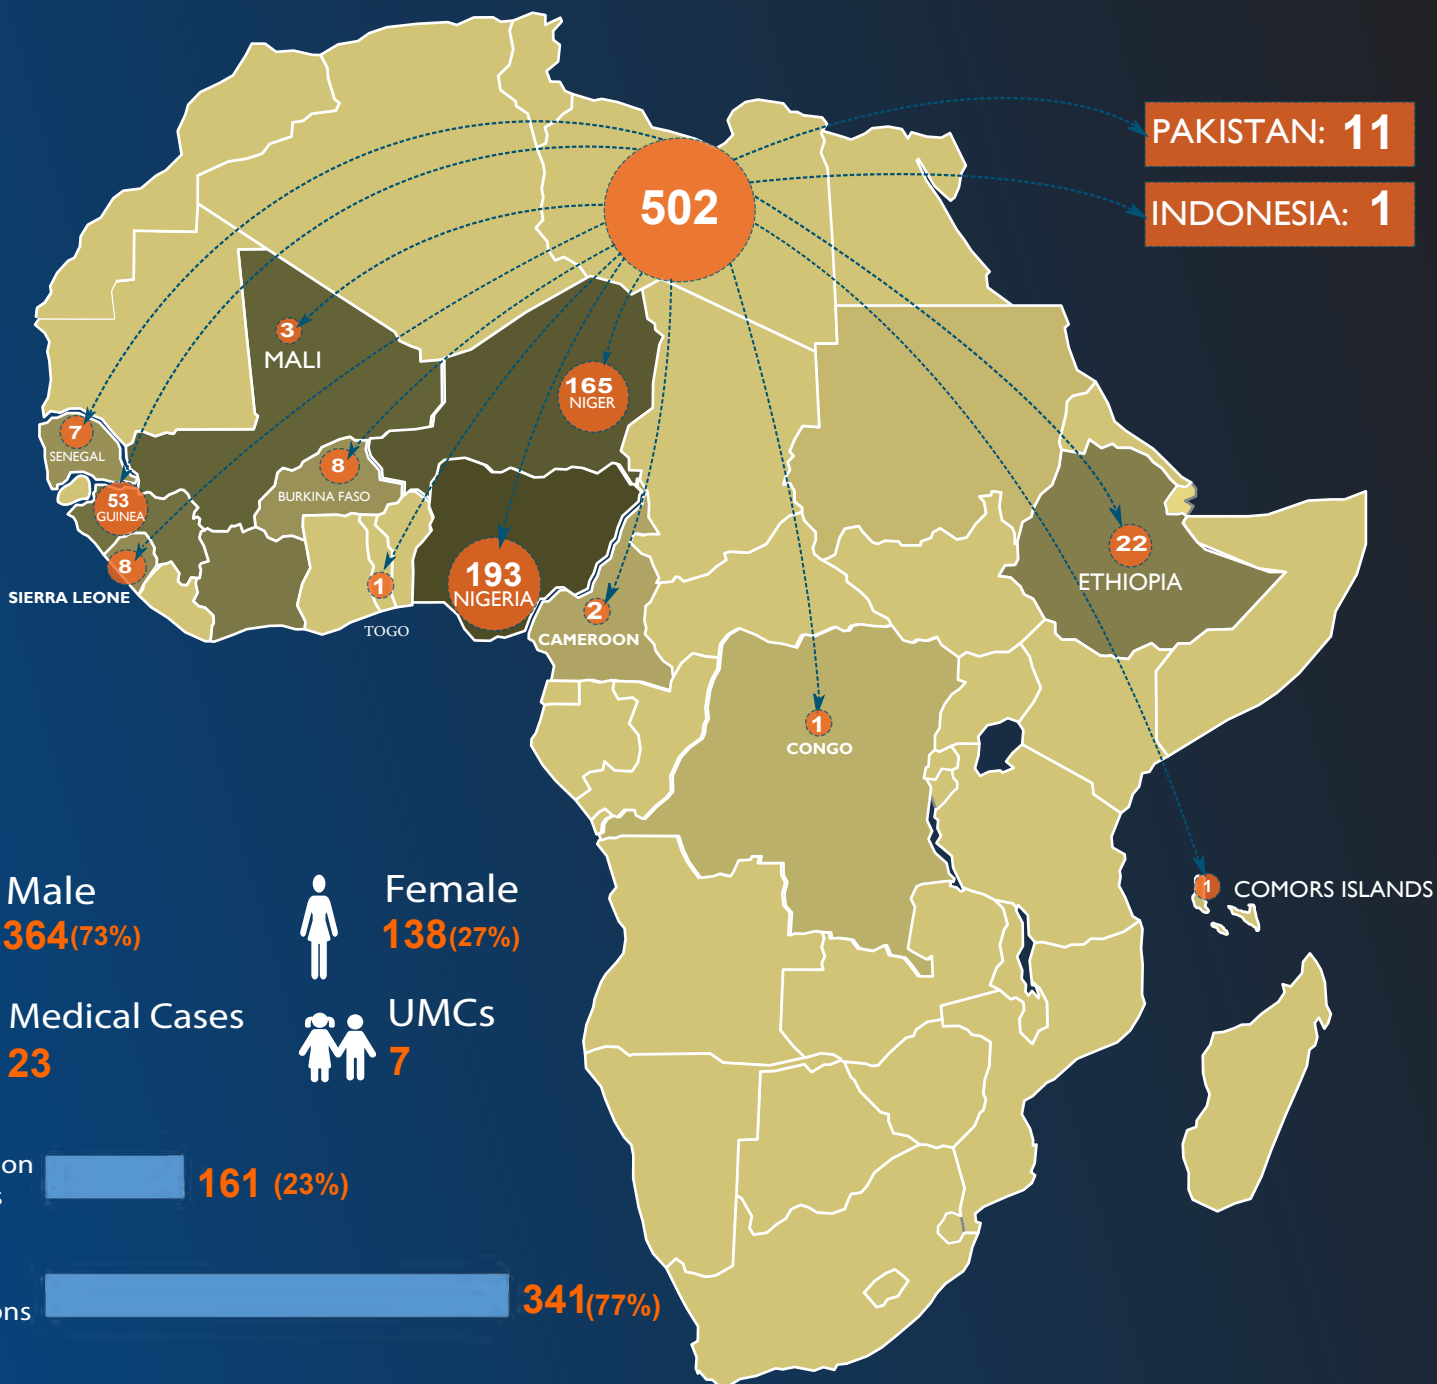 PAKISTAN: 11
502
INDONESIA: 1
3
MALI
165
NIGER
7
SENEGAL
8
BURKINA FASO
53
GUINEA
22
ETHIOPIA
8
SIERRA LEONE
1
TOGO
193
NIGERIA
2
CAMEROON
1
CONGO
1
COMORS ISLANDS
Male
364(73%)
Female
138(27%)
Medical Cases
23
UMCs
7
161 (23%)
341(77%)